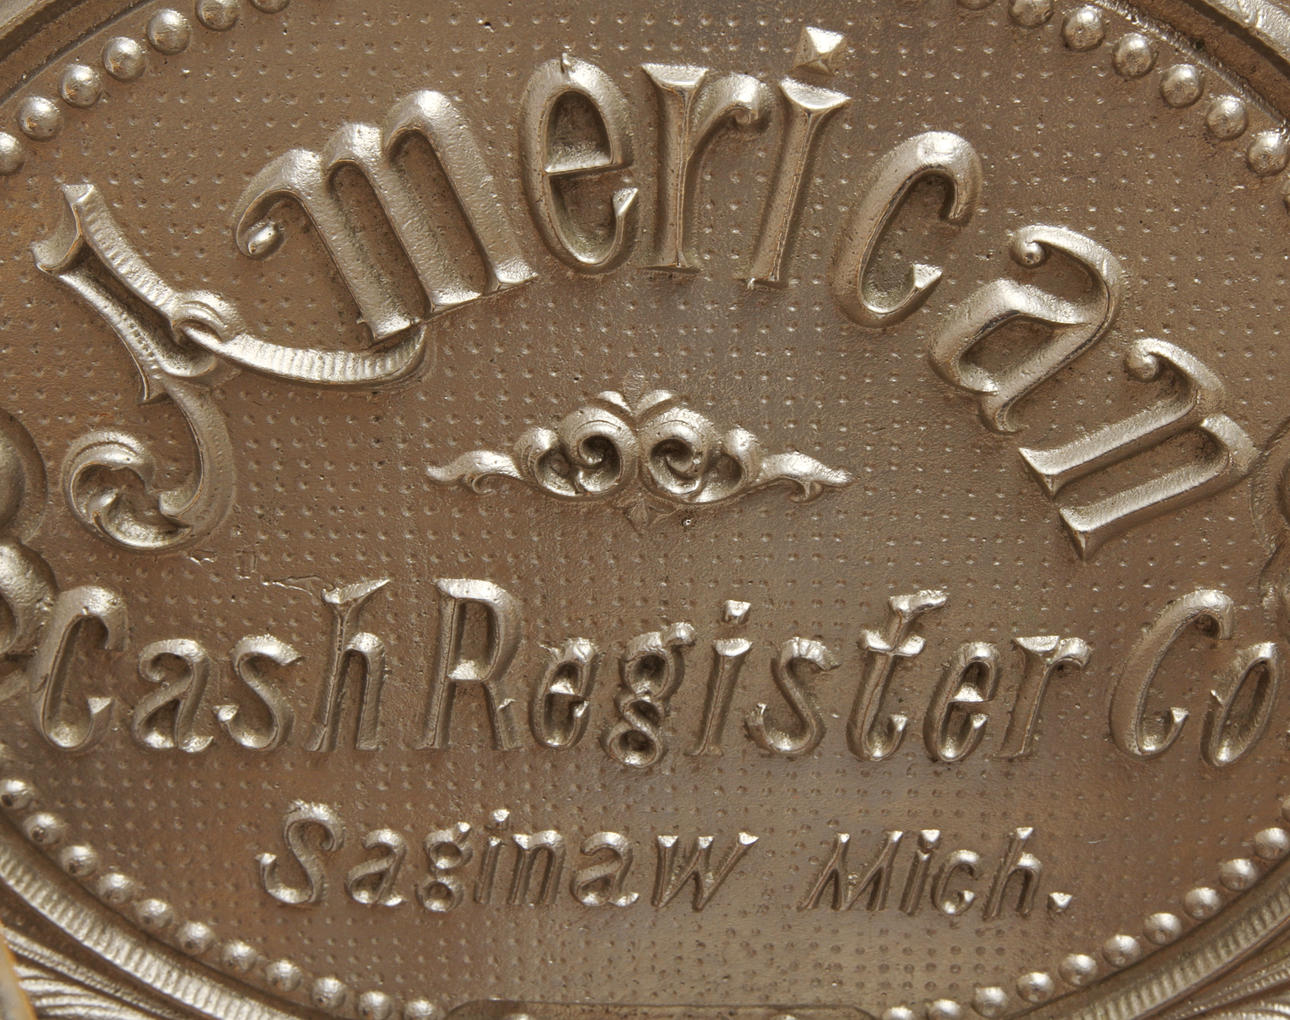 American
Cash Register Co
Saginaw Mich.